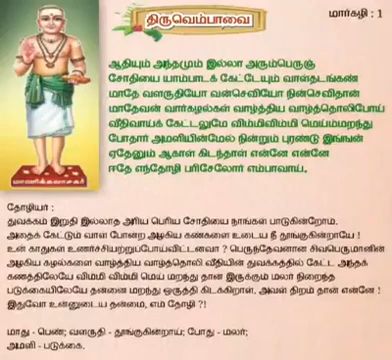 திருவெம்பாவை
மார்கழி : 1
ஆதியும் அந்தமும் இல்லா அரும்பெருஞ்
சோதியை யாம்பாடக் கேட்டேயும் வாள்தடங்கண்
மாதே வளருதியோ வன்செவியோ நின்செவிதான்
மாதேவன் வார்கழல்கள் வாழ்த்திய வாழ்த்தொலிபோய்
வீதிவாய்க் கேட்டலுமே விம்மிவிம்மி மெய்ம்மறந்து
போதார் அமளியின்மேல் நின்றும் புரண்டு இங்ஙன்
ஏதேனும் ஆகாள் கிடந்தாள் என்னே என்னே
ஈதே எந்தோழி பரிசேலோர் எம்பாவாய்.
மாணிக்கவாசகர்
தோழியர் :
துவக்கம் இறுதி இல்லாத அரிய பெரிய சோதியை நாங்கள் பாடுகின்றோம்.
அதைக் கேட்டும் வாள் போன்ற அழகிய கண்களை உடைய நீ தூங்குகின்றாயே !
உன் காதுகள் உணர்ச்சியற்றுபபோய்விட்டனவா ? பெருந்தேவனான சிவபெருமானின்
அழகிய கழல்களை வாழ்த்திய வாழ்த்தொலி வீதியின் துவக்கத்தில் கேட்ட அந்தக்
கணத்திலேயே விம்மி விம்மி மெய் மறந்து தான் இருக்கும் மலர் நிறைந்த
படுக்கையிலேயே தன்னை மறந்து ஒருத்தி கிடக்கிறாள். அவள் திறம் தான் என்னே !
இதுவோ உன்னுடைய தன்மை, எம் தோழி ?!
மாது - பெண்; வளருதி - தூங்குகின்றாய்; போது - மலர்;
அமளி - படுக்கை.